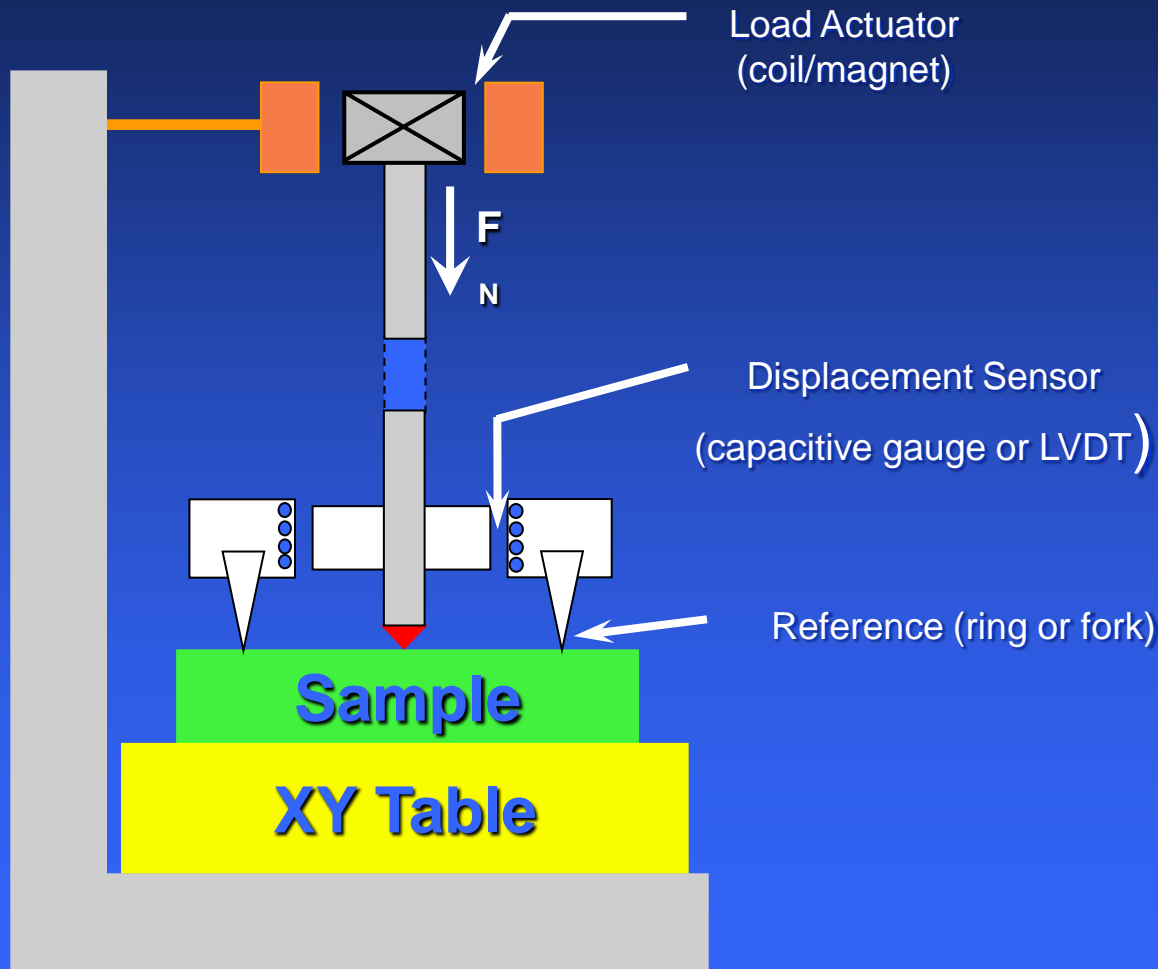 Load Actuator
(coil/magnet)
F
N
Displacement Sensor
(capacitive gauge or LVDT)
Reference (ring or fork)
Sample
XY Table